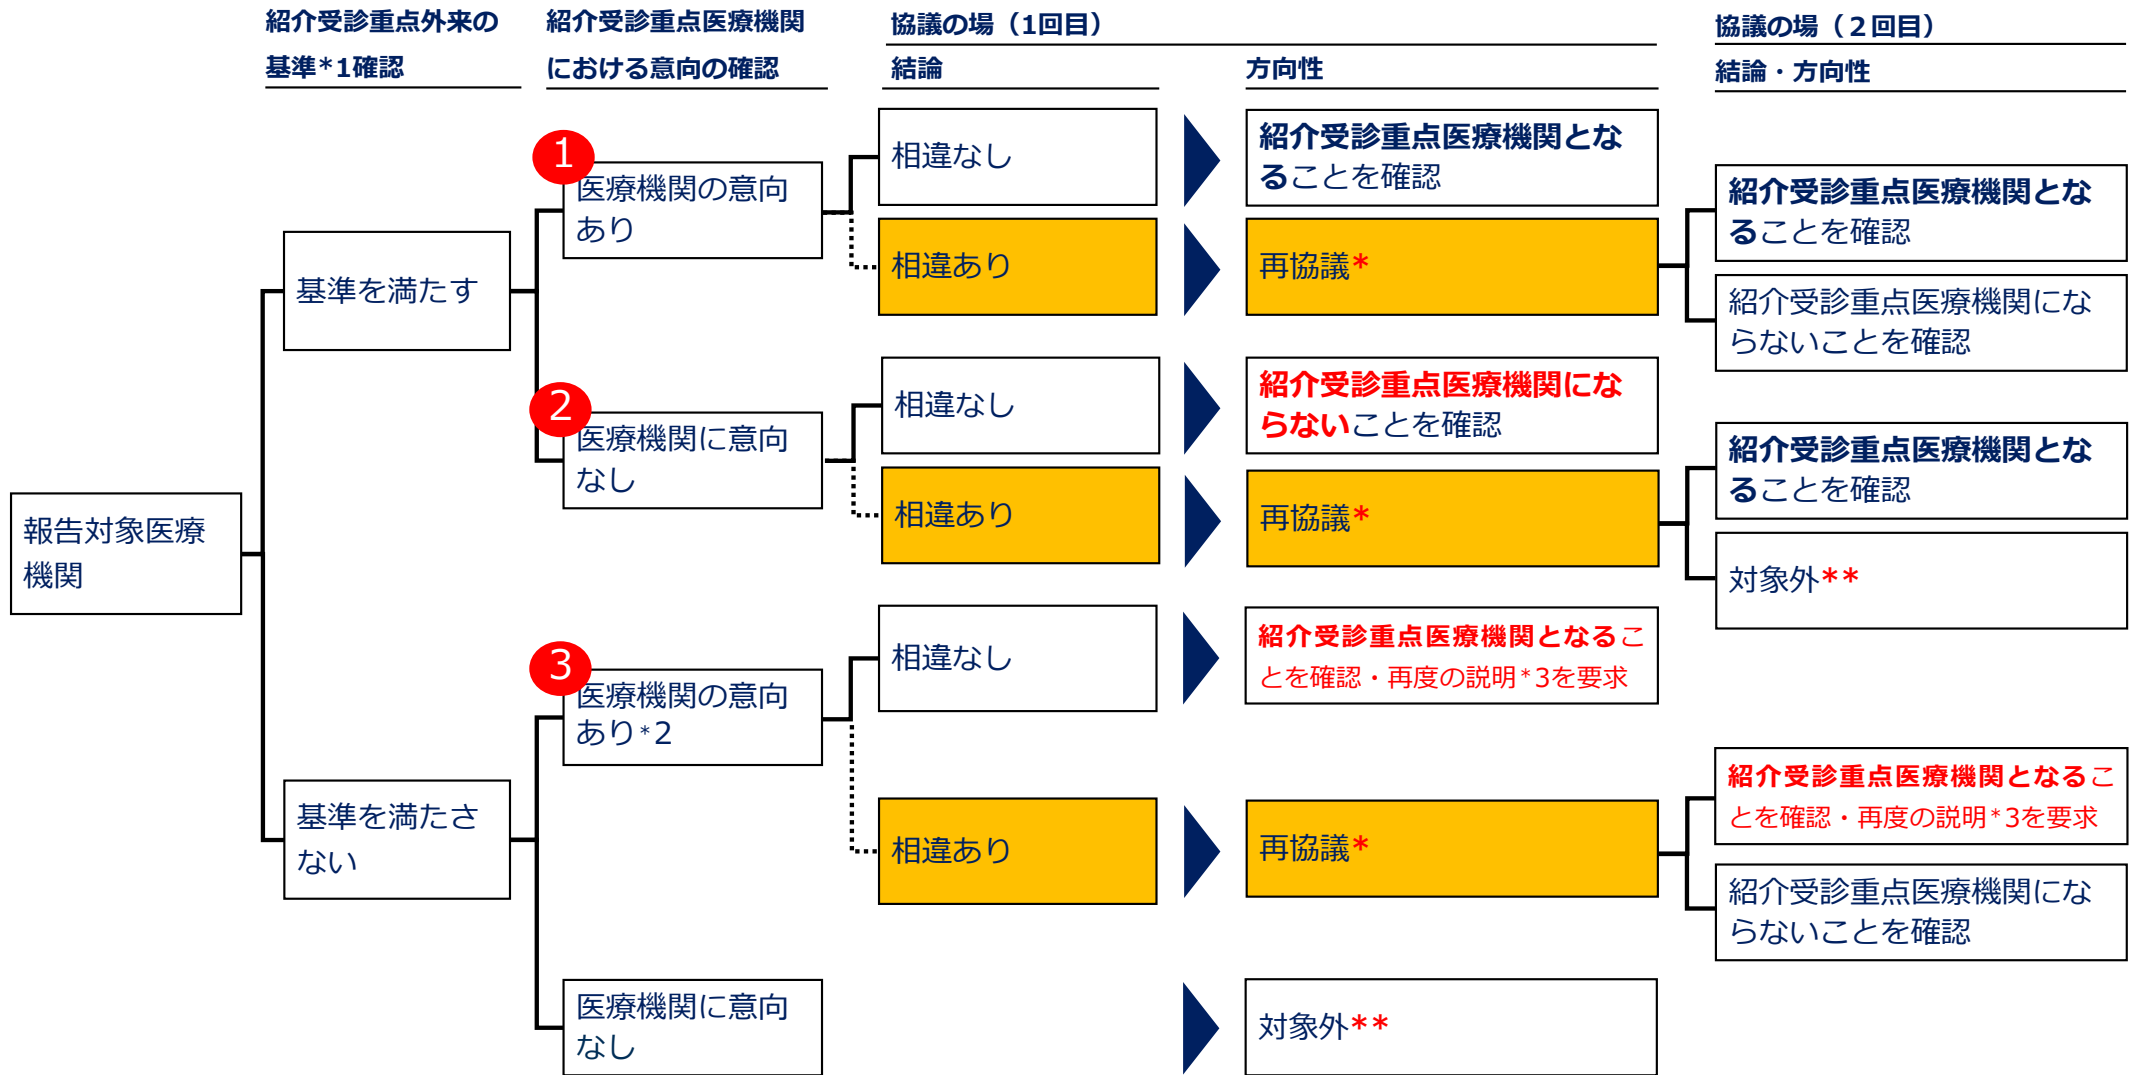 紹介受診重点外来の
基準*1確認
紹介受診重点医療機関
における意向の確認
協議の場（1回目）
結論
方向性
協議の場（２回目）
結論・方向性
報告対象医療
機関
基準を満たす
1
医療機関の意向
あり
相違なし
紹介受診重点医療機関とな
ることを確認
相違あり
再協議*
紹介受診重点医療機関とな
ることを確認
紹介受診重点医療機関にな
らないことを確認
2
医療機関に意向
なし
相違なし
紹介受診重点医療機関にな
らないことを確認
相違あり
再協議*
紹介受診重点医療機関とな
ることを確認
対象外**
基準を満たさ
ない
3
医療機関の意向
あり*2
相違なし
紹介受診重点医療機関となるこ
とを確認・再度の説明*3を要求
相違あり
再協議*
紹介受診重点医療機関となるこ
とを確認・再度の説明*3を要求
紹介受診重点医療機関にな
らないことを確認
医療機関に意向
なし
対象外**